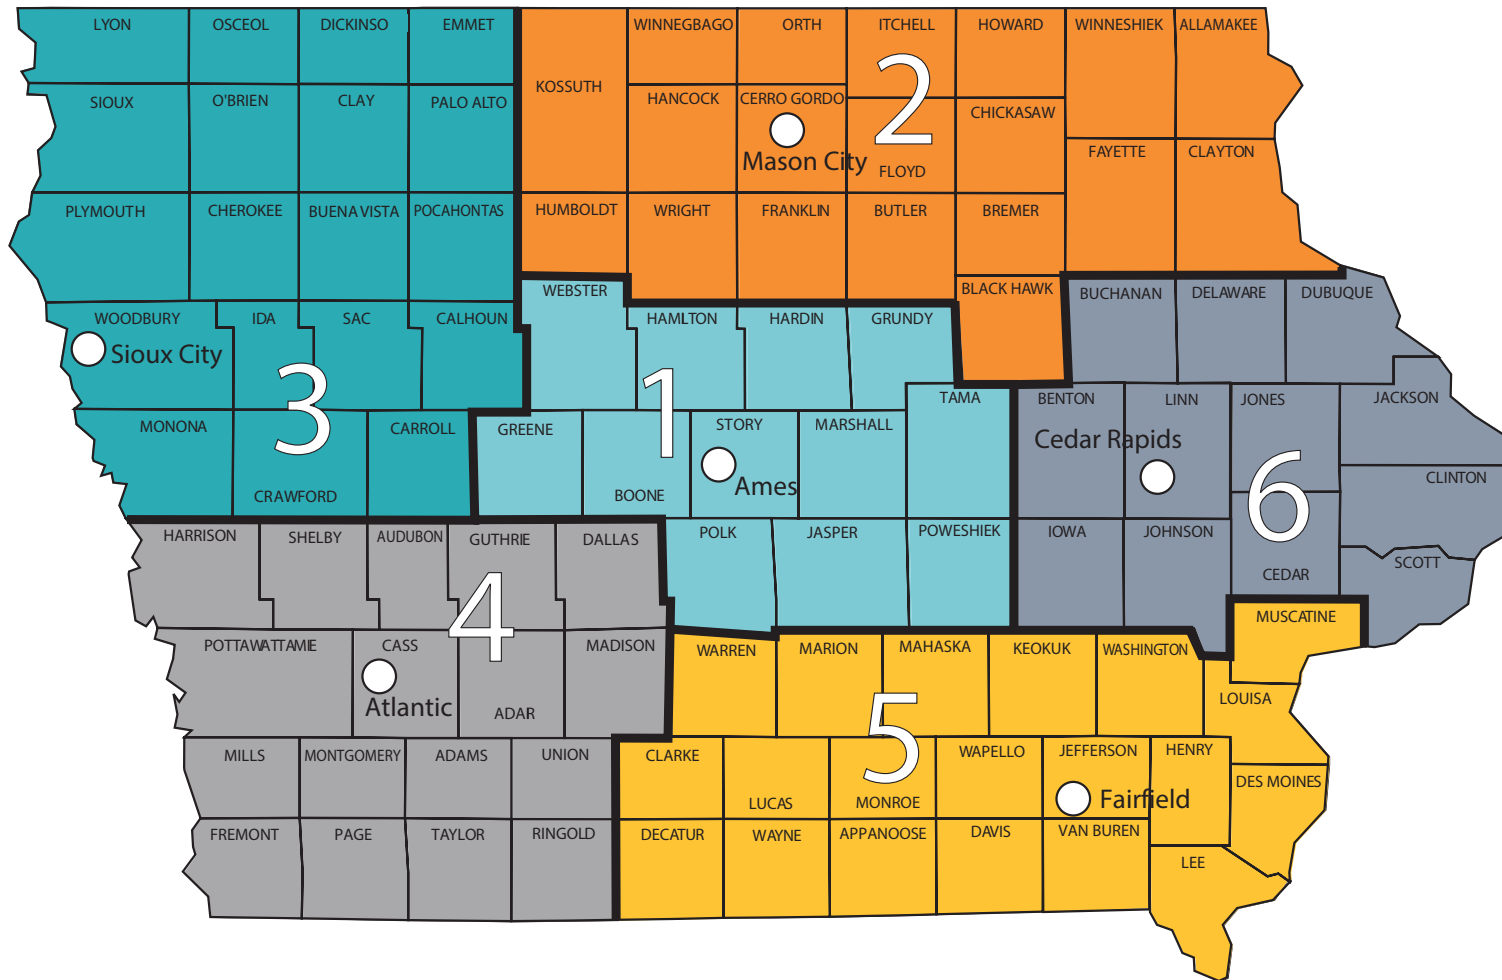 LYON
OSCEOL
DICKINSO
EMMET
WINNEGBAGO
ORTH
ITCHELL
HOWARD
WINNESHIEK
ALLAMAKEE
KOSSUTH
2
SIOUX
O'BRIEN
CLAY
PALO ALTO
HANCOCK
CERRO GORDO
CHICKASAW
Mason City
FLOYD
FAYETTE
CLAYTON
PLYMOUTH
CHEROKEE
BUENA VISTA
POCAHONTAS
HUMBOLDT
WRIGHT
FRANKLIN
BUTLER
BREMER
WEBSTER
BLACK HAWK
BUCHANAN
DELAWARE
DUBUQUE
WOODBURY
IDA
SAC
CALHOUN
HAMLTON
HARDIN
GRUNDY
Sioux City
3
1
TAMA
BENTON
LINN
JONES
JACKSON
MONONA
CARROLL
GREENE
STORY
MARSHALL
Cedar Rapids
CRAWFORD
BOONE
Ames
6
CLINTON
HARRISON
SHELBY
AUDUBON
GUTHRIE
DALLAS
POLK
JASPER
POWESHIEK
IOWA
JOHNSON
CEDAR
SCOTT
4
MUSCATINE
POTTAWATTAMIE
CASS
MADISON
WARREN
MARION
MAHASKA
KEOKUK
WASHINGTON
Atlantic
ADAR
LOUISA
5
MILLS
MONTGOMERY
ADAMS
UNION
CLARKE
LUCAS
MONROE
WAPELLO
JEFFERSON
HENRY
DES MOINES
Fairfield
FREMONT
PAGE
TAYLOR
RINGOLD
DECATUR
WAYNE
APPANOOSE
DAVIS
VAN BUREN
LEE